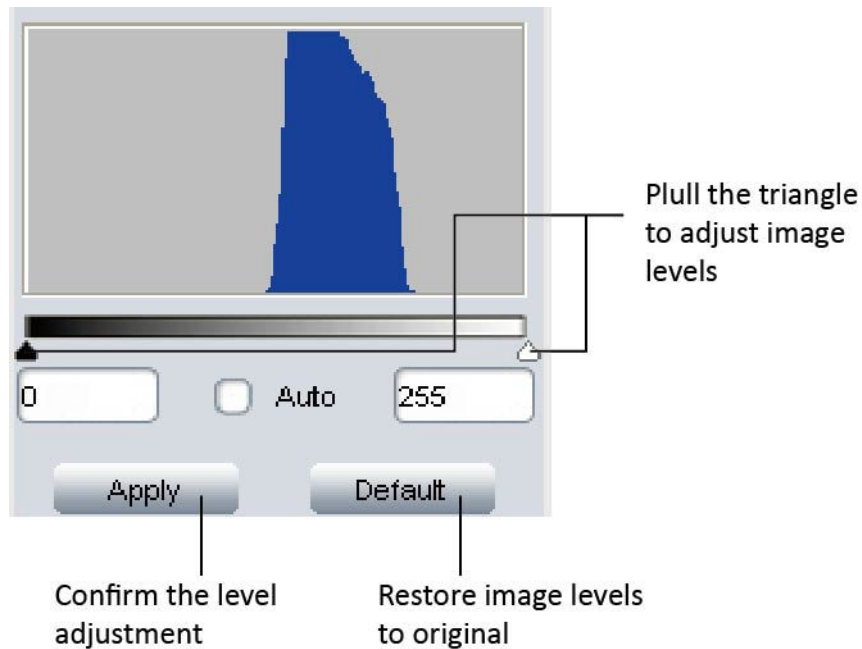 Plull the triangle
to adjust image
levels
0
Auto
255
Apply
Default
Confirm the level
adjustment
Restore image levels
to original